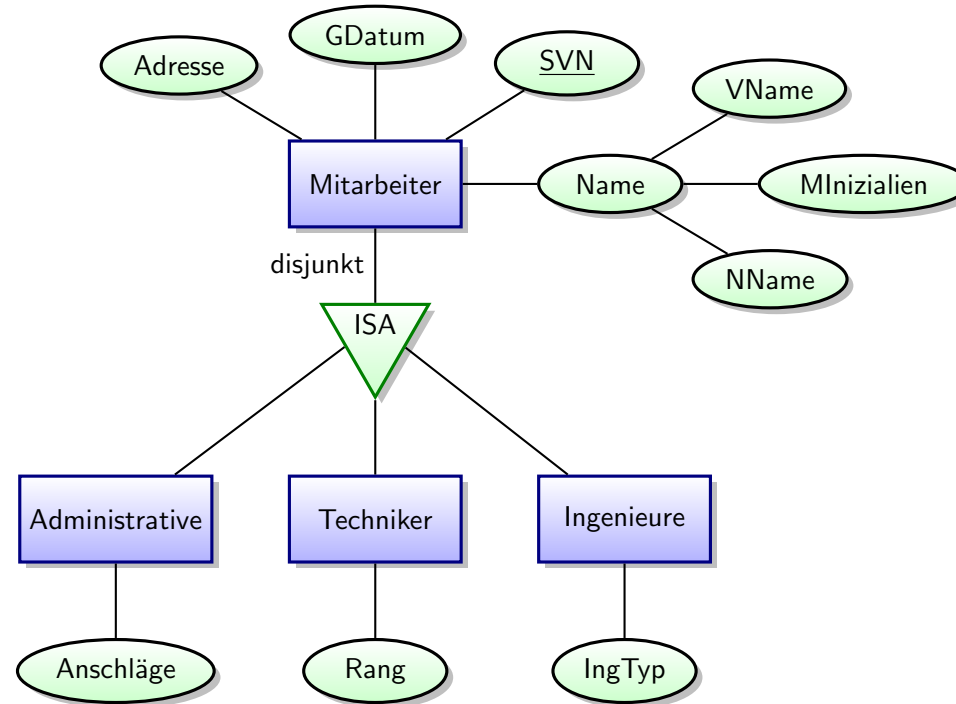 GDatum
Adresse
SVN
VName
Mitarbeiter
Name
MInizialien
disjunkt
NName
ISA
Administrative
Techniker
Ingenieure
Anschläge
Rang
IngTyp